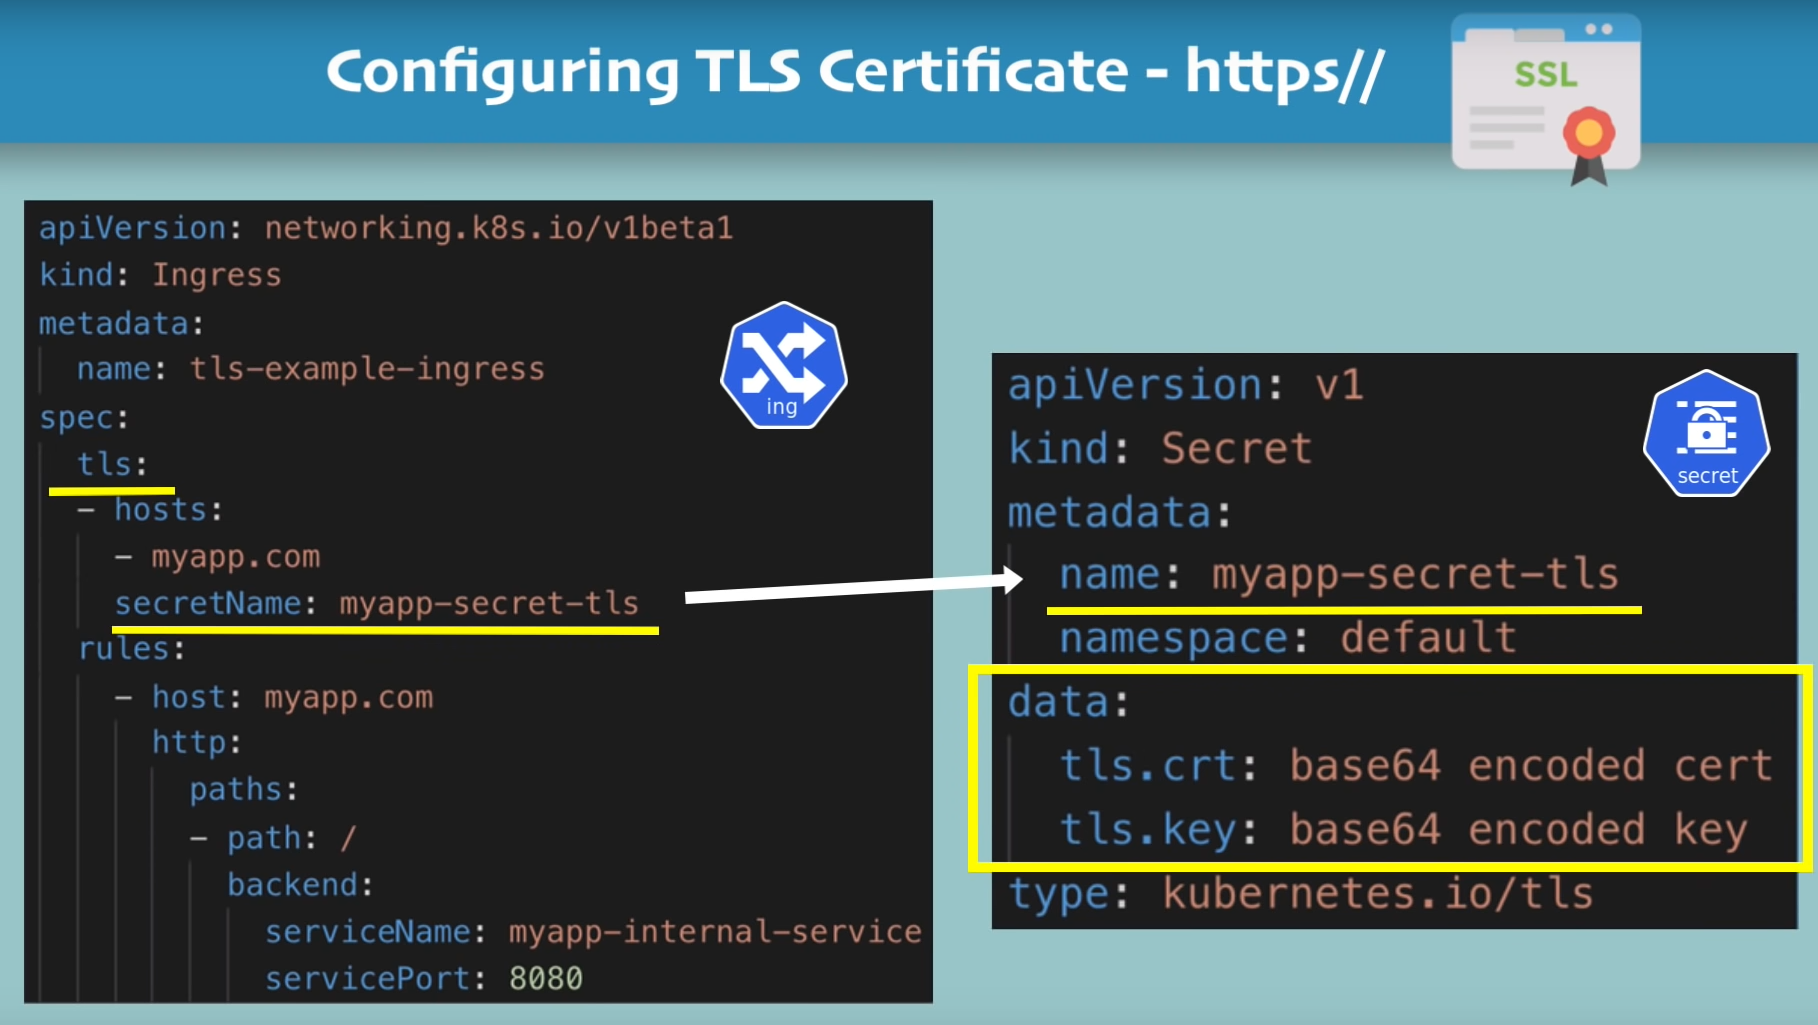 Configuring TLS Certificate - https//
SSL
apiVersion: networking.k8s.io/v1beta1
kind: Ingress
metadata:
  name: tls-example-ingress
spec:
  tls:
  - hosts:
    - myapp.com
    secretName: myapp-secret-tls
  rules:
    - host: myapp.com
      http:
        paths:
        - path: /
          backend:
            serviceName: myapp-internal-service
            servicePort: 8080
ing
apiVersion: v1
kind: Secret
metadata:
  name: myapp-secret-tls
  namespace: default
data:
  tls.crt: base64 encoded cert
  tls.key: base64 encoded key
type: kubernetes.io/tls
secret